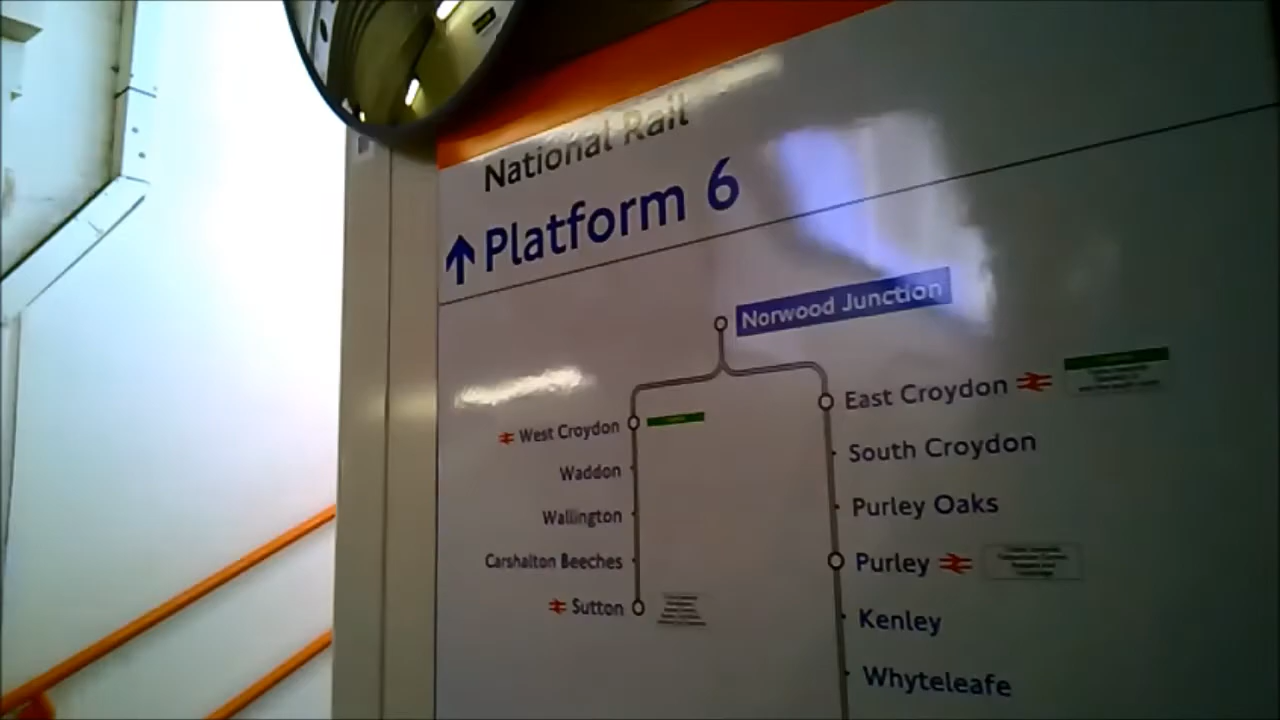 National Rail
Platform 6
Norwood Junction
West Croydon
Waddon
Wallington
Carshalton Beeches
Sutton
East Croydon
South Croydon
Purley Oaks
Purley
Kenley
Whyteleafe